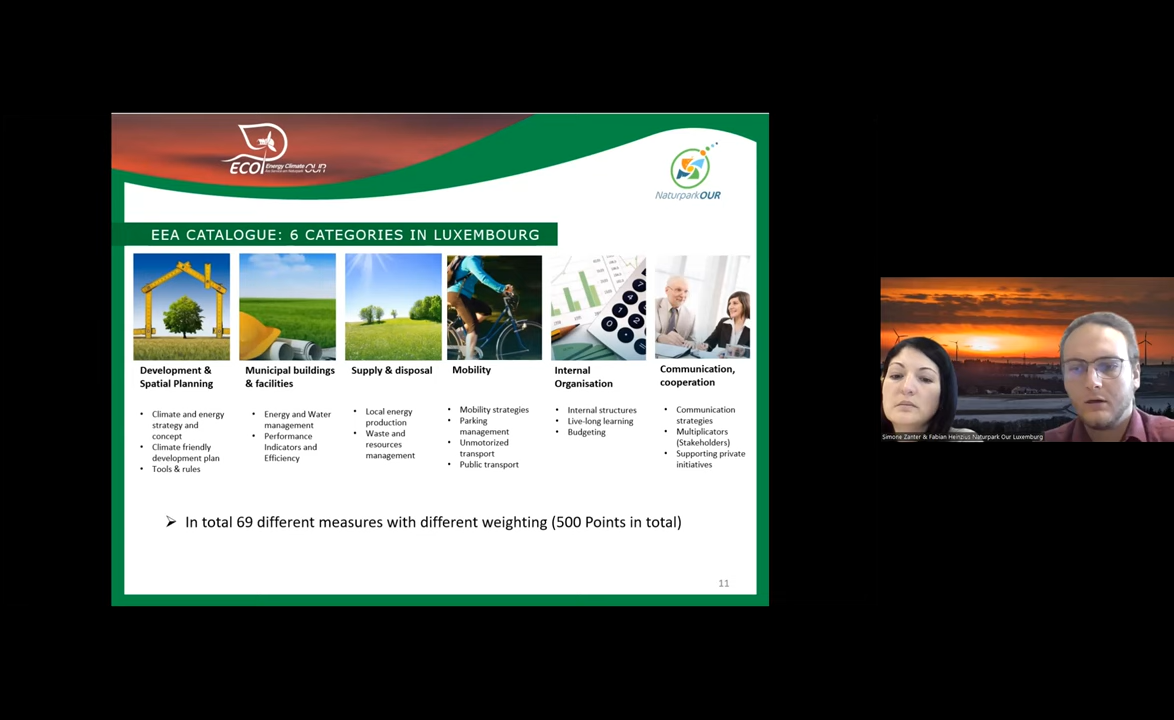 ECO
Energy Climate OUR
NaturparkOUR
EEA CATALOGUE: 6 CATEGORIES IN LUXEMBOURG
Development &
Spatial Planning
• Climate and energy
strategy and
concept
• Climate friendly
development plan
• Tools & rules
Municipal buildings
& facilities
• Energy and Water
management
• Performance
Indicators and
Efficiency
Supply & disposal
• Local energy
production
• Waste and
resources
management
Mobility
• Mobility strategies
• Parking
management
• Unmotorized
transport
• Public transport
Internal
Organisation
• Internal structures
• Live-long learning
• Budgeting
Communication,
cooperation
• Communication
strategies
• Multiplicators
(Stakeholders)
• Supporting private
initiatives
➢ In total 69 different measures with different weighting (500 Points in total)
11
Simone Zanter & Fabian Heinzius Naturpark Our Luxemburg